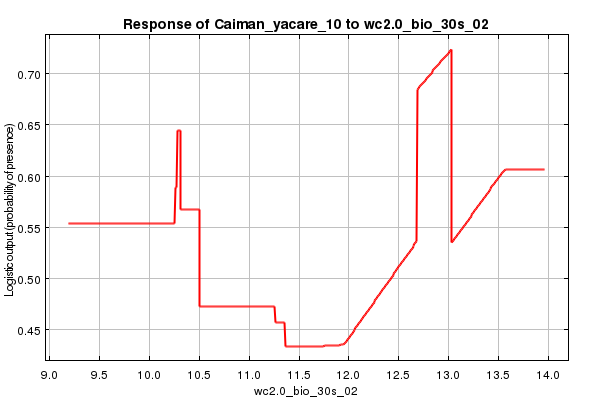 Response of Caiman_yacare_10 to wc2.0_bio_30s_02
Logistic output (probability of presence)
0.70
0.65
0.60
0.55
0.50
0.45
9.0 9.5 10.0 10.5 11.0 11.5 12.0 12.5 13.0 13.5 14.0
wc2.0_bio_30s_02